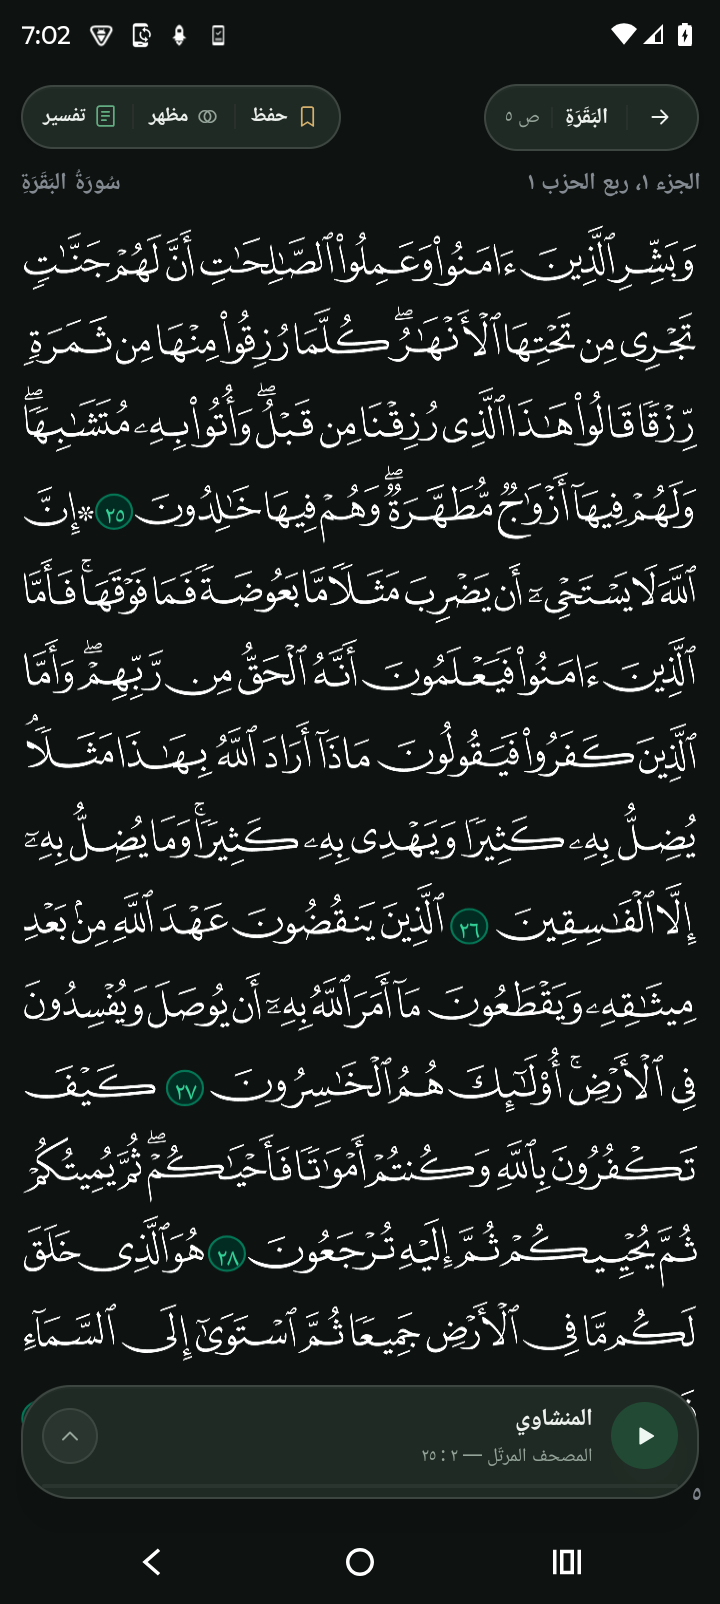 7:02
البَقَرَةِ ص ٥
حفظ مظهر تفسير
الجزء ١، ربع الحزب ١
سُورَةُ البَقَرَةِ
وَبَشِّرِ ٱلَّذِينَ ءَامَنُوا۟ وَعَمِلُوا۟ ٱلصَّٰلِحَٰتِ أَنَّ لَهُمْ جَنَّٰتٍ
تَجْرِى مِن تَحْتِهَا ٱلْأَنْهَٰرُ ۖ كُلَّمَا رُزِقُوا۟ مِنْهَا مِن ثَمَرَةٍ
رِّزْقًا قَالُوا۟ هَٰذَا ٱلَّذِى رُزِقْنَا مِن قَبْلُ ۖ وَأُتُوا۟ بِهِۦ مُتَشَٰبِهًا ۖ
وَلَهُمْ فِيهَآ أَزْوَٰجٌ مُّطَهَّرَةٌ ۖ وَهُمْ فِيهَا خَٰلِدُونَ ٢٥ ۞ إِنَّ
ٱللَّهَ لَا يَسْتَحْىِۦٓ أَن يَضْرِبَ مَثَلًا مَّا بَعُوضَةً فَمَا فَوْقَهَا ۚ فَأَمَّا
ٱلَّذِينَ ءَامَنُوا۟ فَيَعْلَمُونَ أَنَّهُ ٱلْحَقُّ مِن رَّبِّهِمْ ۖ وَأَمَّا
ٱلَّذِينَ كَفَرُوا۟ فَيَقُولُونَ مَاذَآ أَرَادَ ٱللَّهُ بِهَٰذَا مَثَلًا ۘ
يُضِلُّ بِهِۦ كَثِيرًا وَيَهْدِى بِهِۦ كَثِيرًا ۚ وَمَا يُضِلُّ بِهِۦٓ
إِلَّا ٱلْفَٰسِقِينَ ٢٦ ٱلَّذِينَ يَنقُضُونَ عَهْدَ ٱللَّهِ مِنۢ بَعْدِ
مِيثَٰقِهِۦ وَيَقْطَعُونَ مَآ أَمَرَ ٱللَّهُ بِهِۦٓ أَن يُوصَلَ وَيُفْسِدُونَ
فِى ٱلْأَرْضِ ۚ أُو۟لَٰٓئِكَ هُمُ ٱلْخَٰسِرُونَ ٢٧ كَيْفَ
تَكْفُرُونَ بِٱللَّهِ وَكُنتُمْ أَمْوَٰتًا فَأَحْيَٰكُمْ ۖ ثُمَّ يُمِيتُكُمْ
ثُمَّ يُحْيِيكُمْ ثُمَّ إِلَيْهِ تُرْجَعُونَ ٢٨ هُوَ ٱلَّذِى خَلَقَ
لَكُم مَّا فِى ٱلْأَرْضِ جَمِيعًا ثُمَّ ٱسْتَوَىٰٓ إِلَى ٱلسَّمَآءِ
المنشاوي
المصحف المرتّل — ٢ : ٢٥
٥